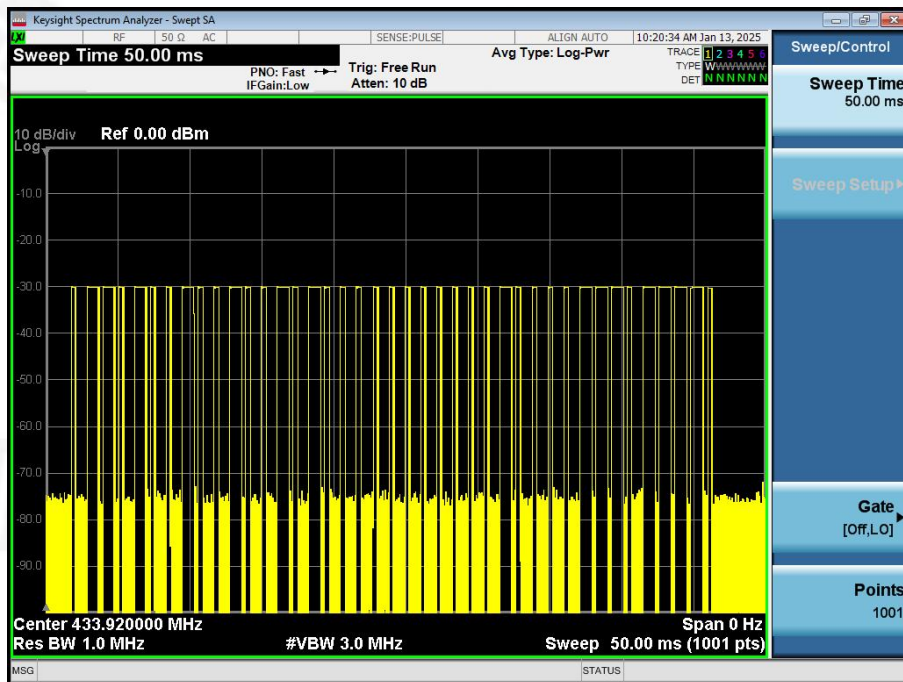 Keysight Spectrum Analyzer - Swept SA
LXI RF 50 Ω AC SENSE:PULSE ALIGN AUTO 10:20:34 AM Jan 13, 2025
Sweep Time 50.00 ms
PNO: Fast
IFGain:Low
Trig: Free Run
Atten: 10 dB
Avg Type: Log-Pwr
TRACE 1 2 3 4 5 6
TYPE WWWWWW
DET N N N N N N
10 dB/div Ref 0.00 dBm
Log
-10.0
-20.0
-30.0
-40.0
-50.0
-60.0
-70.0
-80.0
-90.0
Center 433.920000 MHz Span 0 Hz
Res BW 1.0 MHz #VBW 3.0 MHz Sweep 50.00 ms (1001 pts)
MSG STATUS
Sweep/Control
Sweep Time
50.00 ms
Sweep Setup
Gate
[Off,LO]
Points
1001